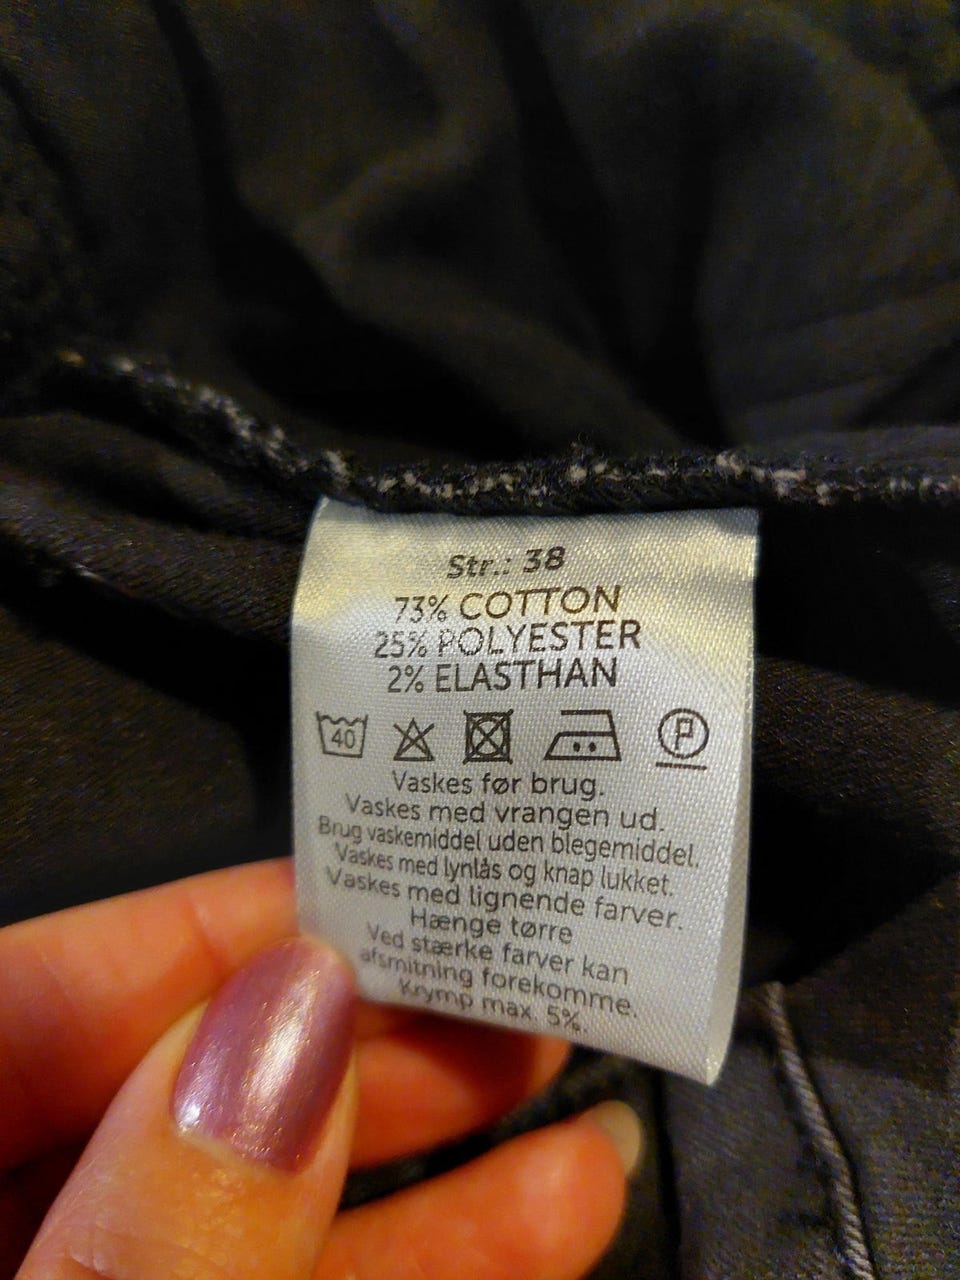 Str.: 38
73% COTTON
25% POLYESTER
2% ELASTHAN
40 P
Vaskes før brug.
Vaskes med vrangen ud.
Brug vaskemiddel uden blegemiddel.
Vaskes med lynlås og knap lukket.
Vaskes med lignende farver.
Hænge tørre
Ved stærke farver kan
afsmitning forekomme.
Krymp max. 5%.